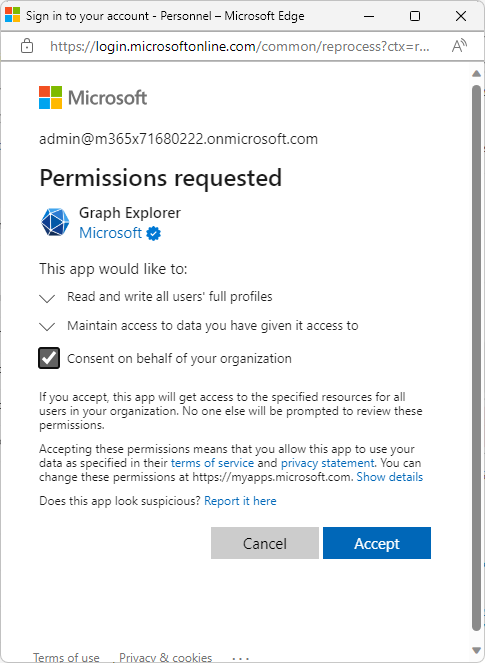 Sign in to your account - Personnel – Microsoft Edge
https://login.microsoftonline.com/common/reprocess?ctx=r...
Microsoft
admin@m365x71680222.onmicrosoft.com
Permissions requested
Graph Explorer
Microsoft
This app would like to:
Read and write all users' full profiles
Maintain access to data you have given it access to
Consent on behalf of your organization
If you accept, this app will get access to the specified resources for all
users in your organization. No one else will be prompted to review these
permissions.
Accepting these permissions means that you allow this app to use your
data as specified in their terms of service and privacy statement. You can
change these permissions at https://myapps.microsoft.com. Show details
Does this app look suspicious? Report it here
Cancel Accept
Terms of use Privacy & cookies ...